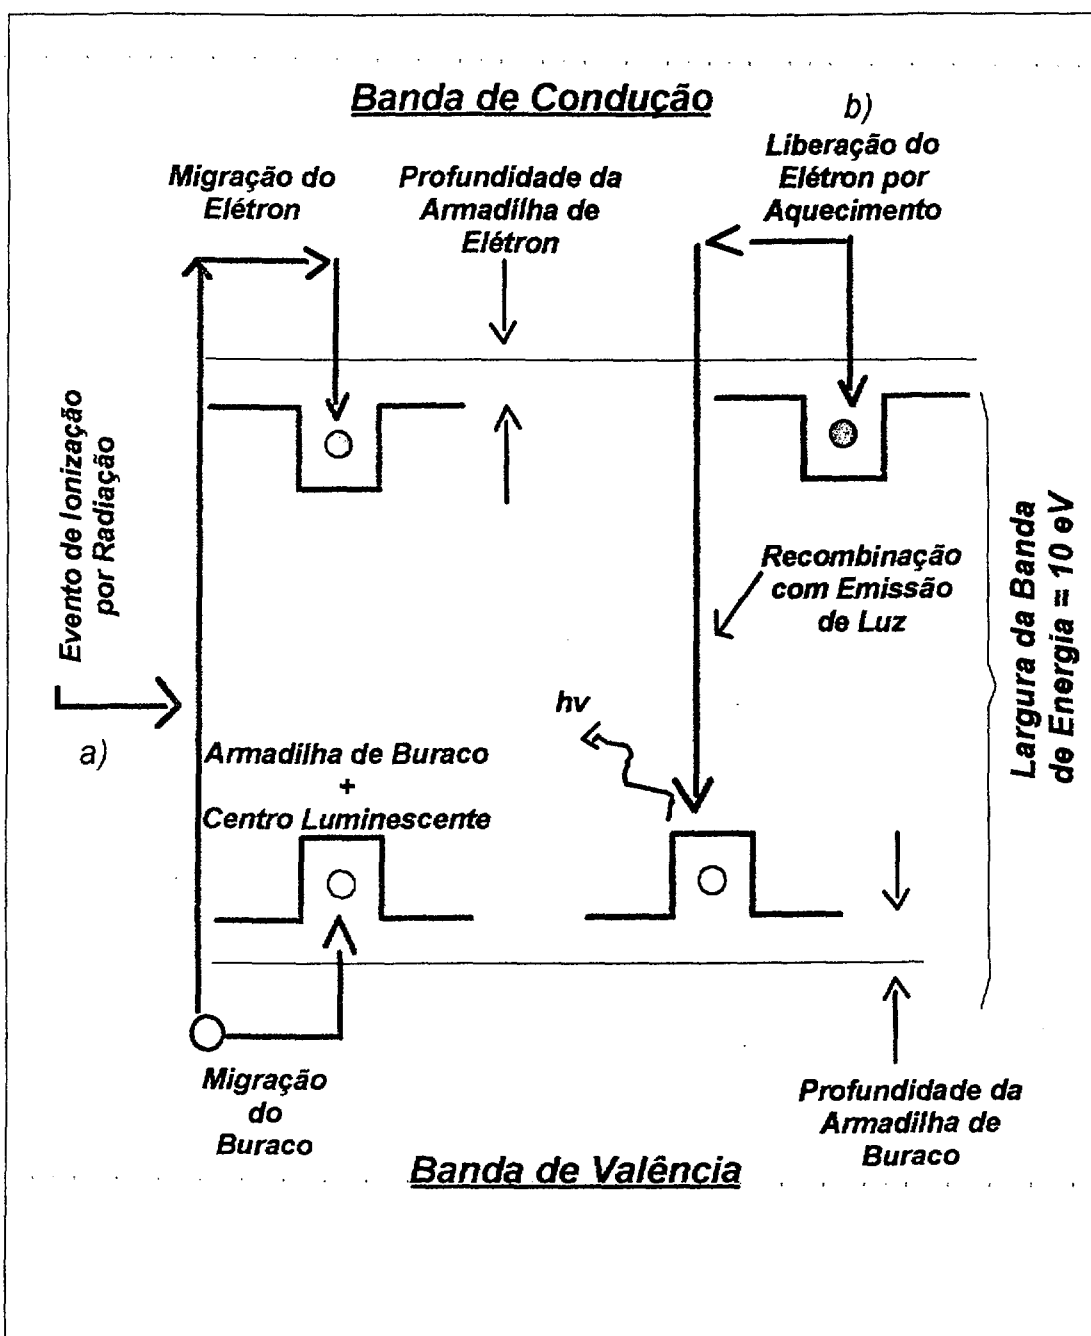 Banda de Condução
b)
Liberação do
Elétron por
Aquecimento
Migração do
Elétron
Profundidade da
Armadilha de
Elétron
Evento de Ionização
por Radiação
a)
Recombinação
com Emissão
de Luz
Largura da Banda
de Energia = 10 eV
hν
Armadilha de Buraco
+
Centro Luminescente
Migração
do
Buraco
Profundidade da
Armadilha de
Buraco
Banda de Valência